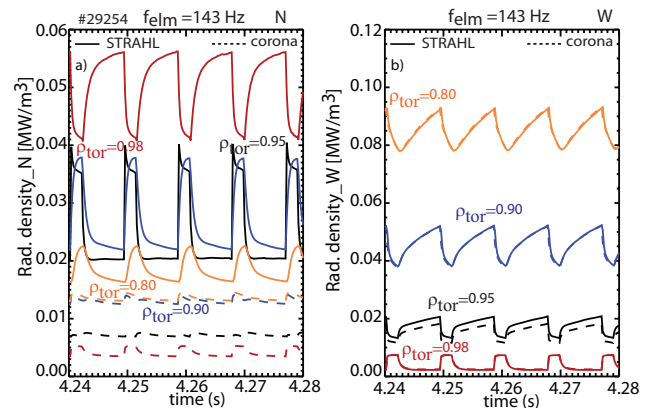 #29254 f_elm =143 Hz N
0.06
STRAHL corona
a)
0.05
0.04
ρ_tor=0.98
ρ_tor=0.95
0.03
0.02
ρ_tor=0.80
ρ_tor=0.90
0.01
0.00
Rad. density_N [MW/m³]
4.24 4.25 4.26 4.27 4.28
time (s)
f_elm =143 Hz W
0.12
STRAHL corona
b)
0.10
ρ_tor=0.80
0.08
0.06
ρ_tor=0.90
0.04
ρ_tor=0.95
0.02
ρ_tor=0.98
0.00
Rad. density_W [MW/m³]
4.24 4.25 4.26 4.27 4.28
time (s)